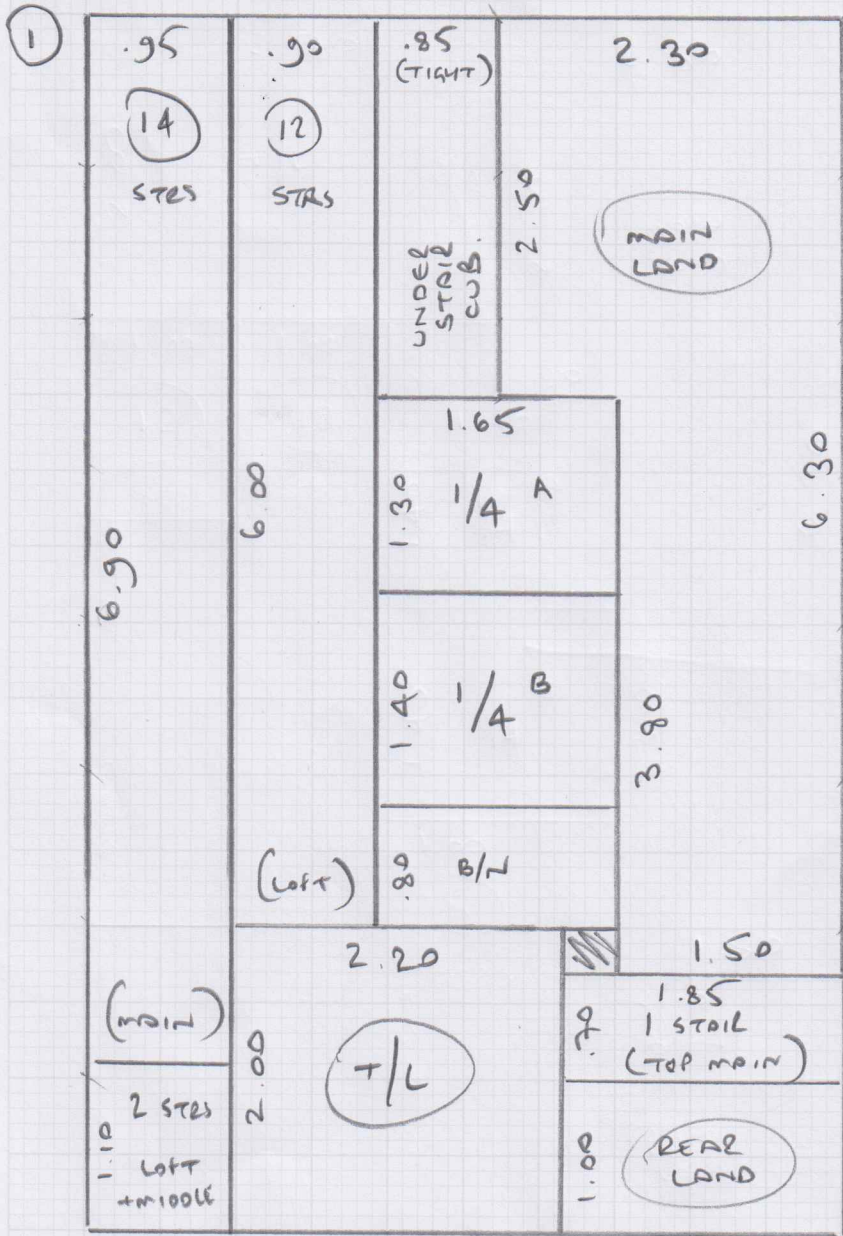 1
.95
14
STRS
6.90
(MAIN)
1.10
2 STRS
LOFT
+MIDDLE
.90
12
STRS
6.00
(LOFT)
.85
(TIGHT)
UNDER
STAIR
CUB.
2.50
2.30
MAIN
LAND
6.30
1.65
1.30
1/4 A
1.40
1/4 B
3.80
.80
B/N
2.20
2.00
T/L
1.50
1.85
.70
1 STAIR
(TOP MAIN)
1.00
REAR
LAND